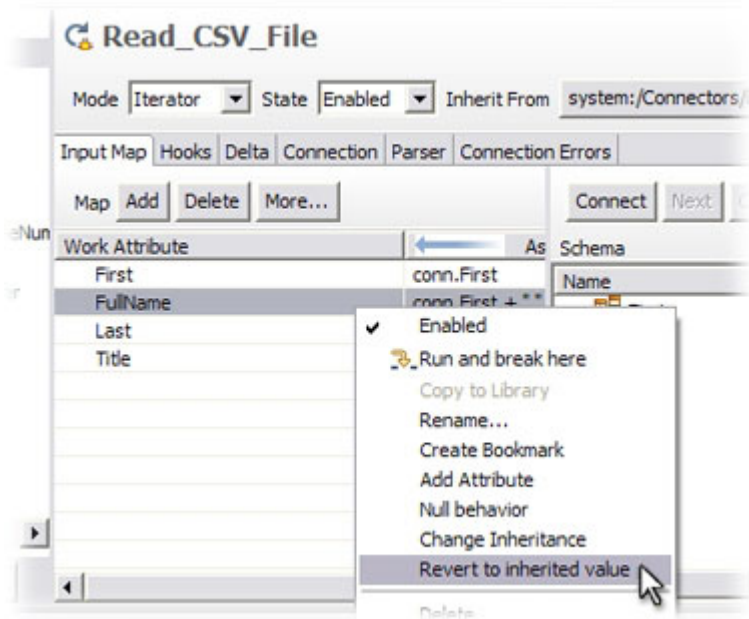 Read_CSV_File
Mode Iterator State Enabled Inherit From system:/Connectors/
Input Map Hooks Delta Connection Parser Connection Errors
Map Add Delete More... Connect Next
Work Attribute As Schema
First conn.First Name
FullName conn.First + " "
Last
Title
Enabled
Run and break here
Copy to Library
Rename...
Create Bookmark
Add Attribute
Null behavior
Change Inheritance
Revert to inherited value
Delete